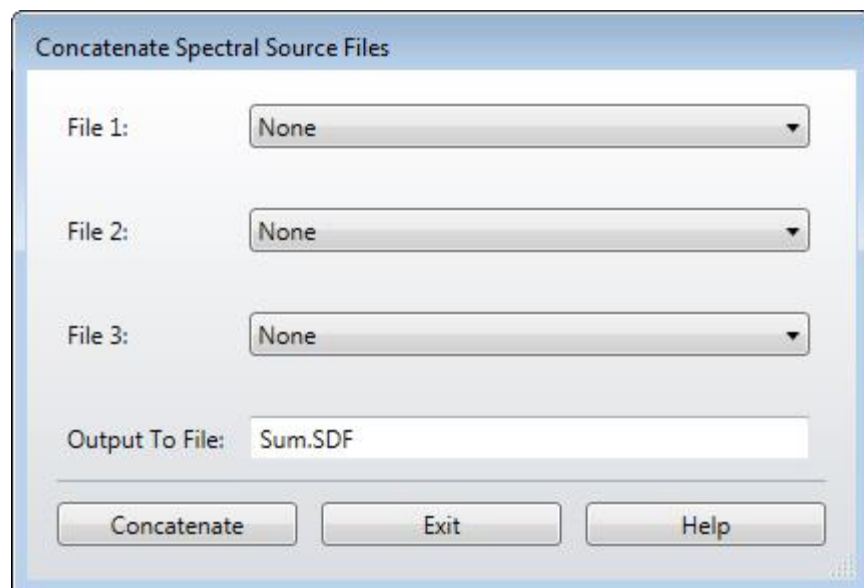 Concatenate Spectral Source Files
File 1: None
File 2: None
File 3: None
Output To File: Sum.SDF
Concatenate Exit Help